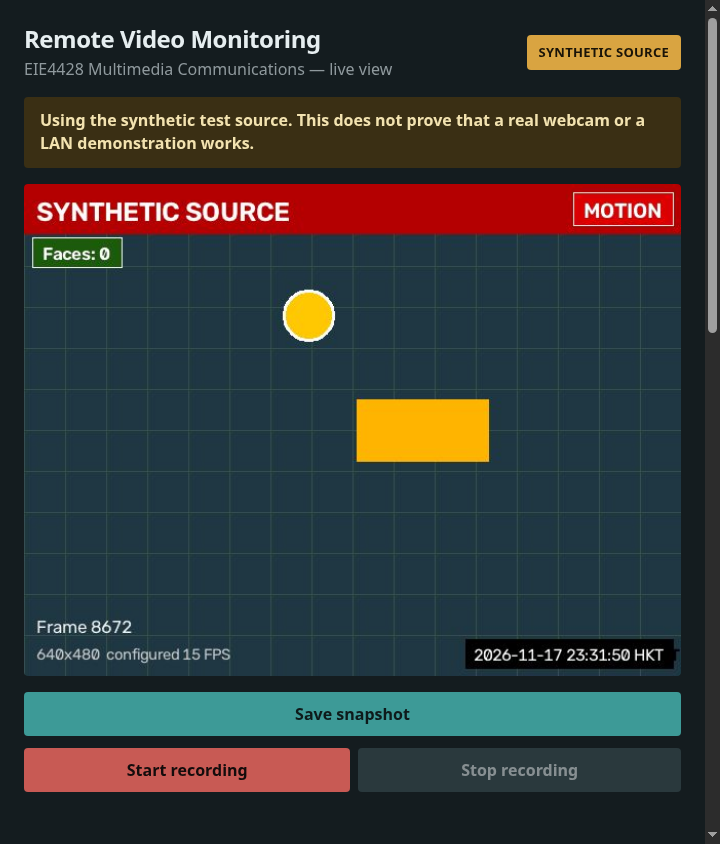 Remote Video Monitoring
EIE4428 Multimedia Communications — live view
SYNTHETIC SOURCE
Using the synthetic test source. This does not prove that a real webcam or a
LAN demonstration works.
SYNTHETIC SOURCE
MOTION
Faces: 0
Frame 8672
640x480 configured 15 FPS
2026-11-17 23:31:50 HKT
Save snapshot
Start recording
Stop recording